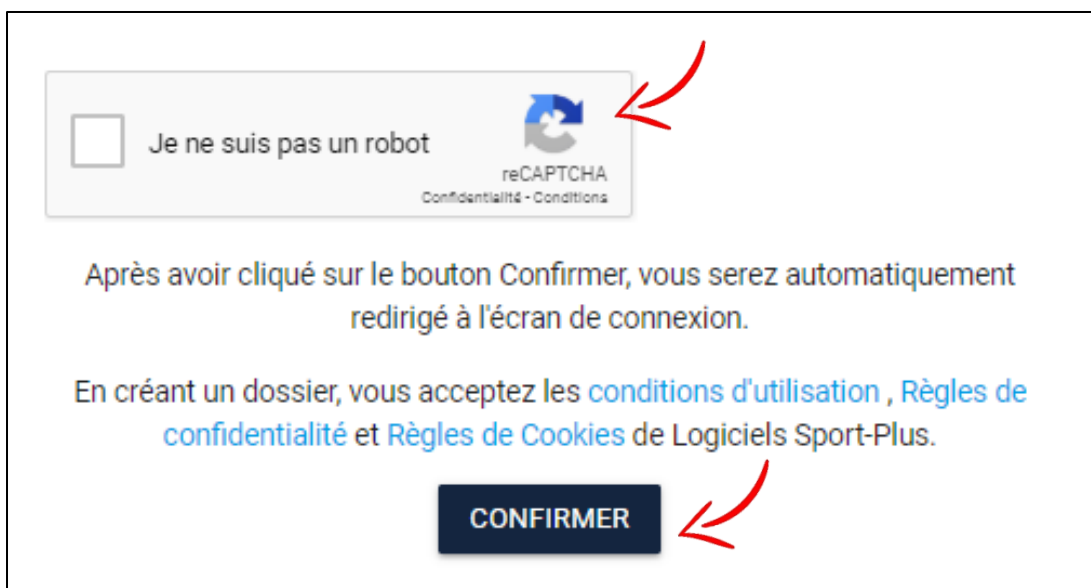 Je ne suis pas un robot
reCAPTCHA
Confidentialité - Conditions
Après avoir cliqué sur le bouton Confirmer, vous serez automatiquement
redirigé à l'écran de connexion.
En créant un dossier, vous acceptez les conditions d'utilisation , Règles de
confidentialité et Règles de Cookies de Logiciels Sport-Plus.
CONFIRMER